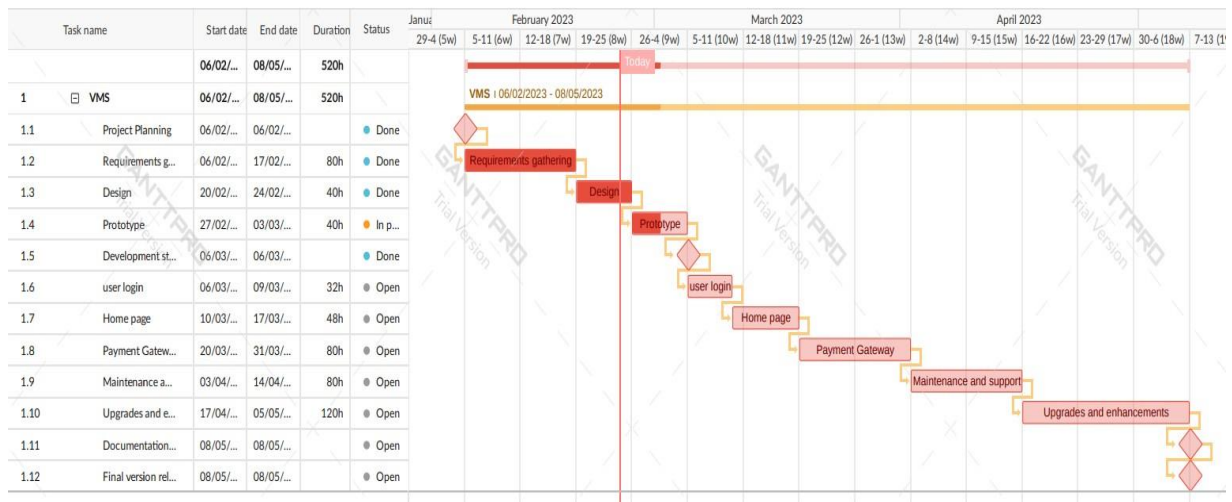 Janua February 2023 March 2023 April 2023
Task name Start date End date Duration Status
29-4 (5w) 5-11 (6w) 12-18 (7w) 19-25 (8w) 26-4 (9w) 5-11 (10w) 12-18 (11w) 19-25 (12w) 26-1 (13w) 2-8 (14w) 9-15 (15w) 16-22 (16w) 23-29 (17w) 30-6 (18w) 7-13 (19
06/02/... 08/05/... 520h Today
1 VMS 06/02/... 08/05/... 520h VMS 06/02/2023 - 08/05/2023
1.1 Project Planning 06/02/... 06/02/... Done
1.2 Requirements g... 06/02/... 17/02/... 80h Done Requirements gathering
1.3 Design 20/02/... 24/02/... 40h Done Design
1.4 Prototype 27/02/... 03/03/... 40h In p... Prototype
1.5 Development st... 06/03/... 06/03/... Done
1.6 user login 06/03/... 09/03/... 32h Open user login
1.7 Home page 10/03/... 17/03/... 48h Open Home page
1.8 Payment Gatew... 20/03/... 31/03/... 80h Open Payment Gateway
1.9 Maintenance a... 03/04/... 14/04/... 80h Open Maintenance and support
1.10 Upgrades and e... 17/04/... 05/05/... 120h Open Upgrades and enhancements
1.11 Documentation... 08/05/... 08/05/... Open
1.12 Final version rel... 08/05/... 08/05/... Open
GANTTPRO
Trial Version
GANTTPRO
Trial Version
GANTTPRO
Trial Version
GANTTPRO
Trial Version